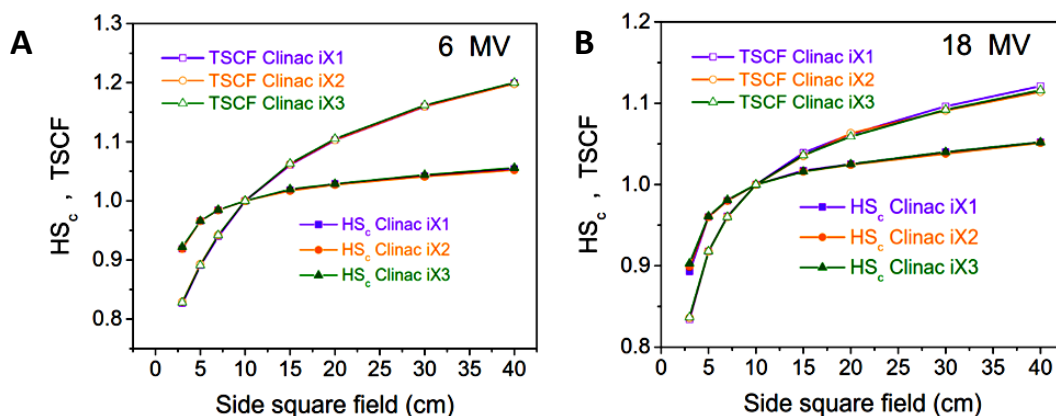 A
6 MV
TSCF Clinac iX1
TSCF Clinac iX2
TSCF Clinac iX3
HSc Clinac iX1
HSc Clinac iX2
HSc Clinac iX3
HSc , TSCF
1.3
1.2
1.1
1.0
0.9
0.8
0 5 10 15 20 25 30 35 40
Side square field (cm)
B
18 MV
TSCF Clinac iX1
TSCF Clinac iX2
TSCF Clinac iX3
HSc Clinac iX1
HSc Clinac iX2
HSc Clinac iX3
HSc , TSCF
1.2
1.1
1.0
0.9
0.8
0 5 10 15 20 25 30 35 40
Side square field (cm)